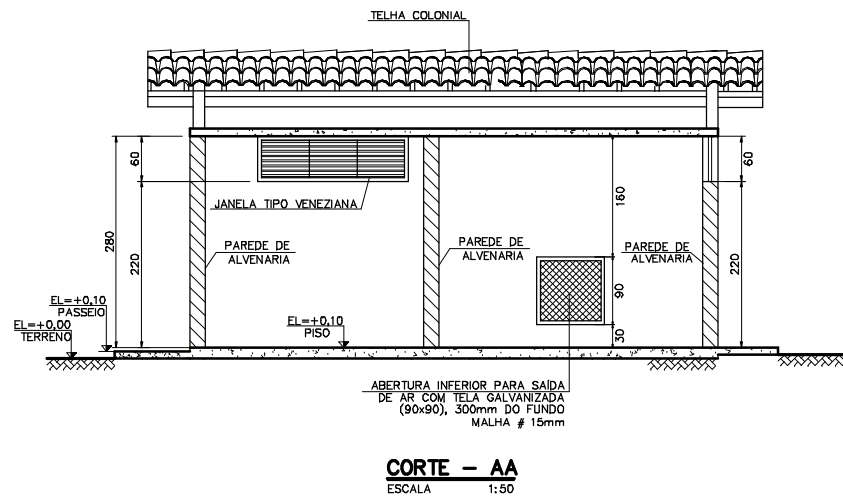 TELHA COLONIAL
60
60
160
JANELA TIPO VENEZIANA
280
220
PAREDE DE
ALVENARIA
PAREDE DE
ALVENARIA
PAREDE DE
ALVENARIA
220
90
30
EL=+0,10
PASSEIO
EL=+0,00
TERRENO
EL=+0,10
PISO
ABERTURA INFERIOR PARA SAÍDA
DE AR COM TELA GALVANIZADA
(90x90), 300mm DO FUNDO
MALHA # 15mm
CORTE - AA
ESCALA 1:50